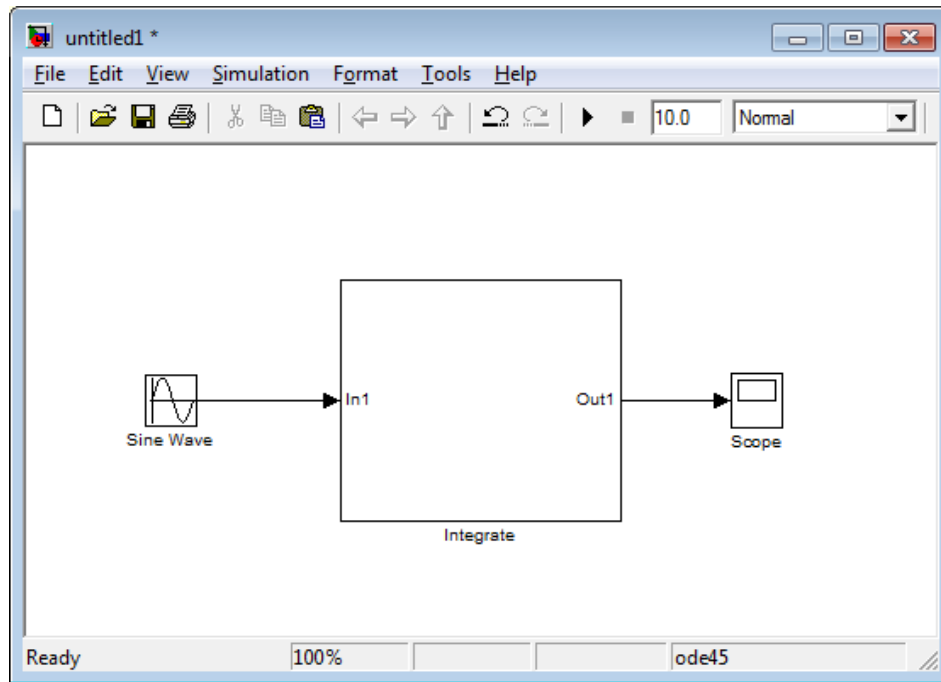 untitled1 *
File Edit View Simulation Format Tools Help
10.0 Normal
In1 Out1
Sine Wave
Scope
Integrate
Ready 100% ode45